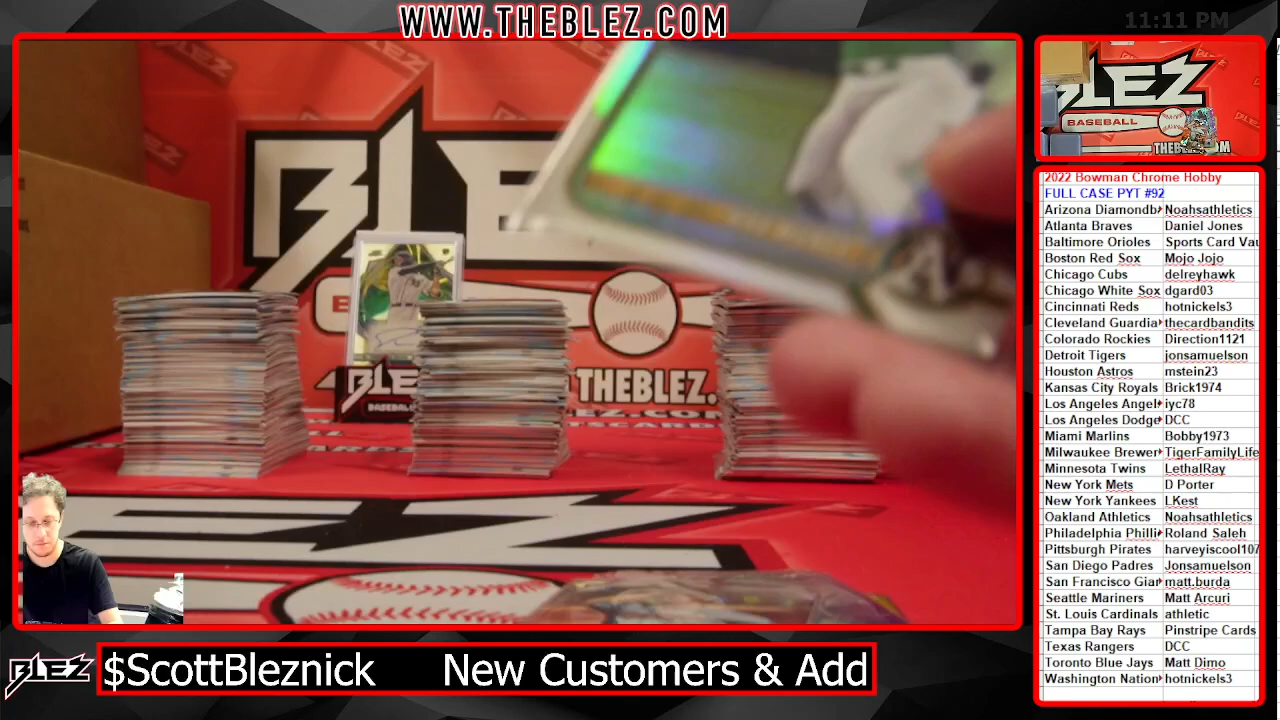 WWW.THEBLEZ.COM
11:11 PM
BLEZ
BASEBALL
THEBLEZ.
BLEZ
BASEBALL
LEZ
BASEBALL
2022 Bowman Chrome Hobby
FULL CASE PYT #92
Arizona Diamondb Noahsathletics
Atlanta Braves Daniel Jones
Baltimore Orioles Sports Card Vau
Boston Red Sox Mojo Jojo
Chicago Cubs delreyhawk
Chicago White Sox dgard03
Cincinnati Reds hotnickels3
Cleveland Guardia thecardbandits
Colorado Rockies Direction1121
Detroit Tigers jonsamuelson
Houston Astros mstein23
Kansas City Royals Brick1974
Los Angeles Angel iyc78
Los Angeles Dodge DCC
Miami Marlins Bobby1973
Milwaukee Brewer TigerFamilyLife
Minnesota Twins LethalRay
New York Mets D Porter
New York Yankees LKest
Oakland Athletics Noahsathletics
Philadelphia Philli Roland Saleh
Pittsburgh Pirates harveyiscool107
San Diego Padres Jonsamuelson
San Francisco Gian matt.burda
Seattle Mariners Matt Arcuri
St. Louis Cardinals athletic
Tampa Bay Rays Pinstripe Cards
Texas Rangers DCC
Toronto Blue Jays Matt Dimo
Washington Nation hotnickels3
BLEZ $ScottBleznick New Customers & Add